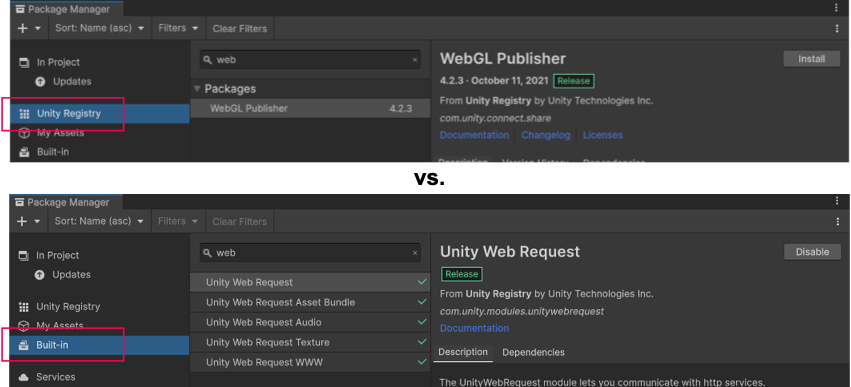 Package Manager
+ Sort: Name (asc) Filters Clear Filters
In Project
Updates
Unity Registry
My Assets
Built-in
web ×
Packages
WebGL Publisher 4.2.3
WebGL Publisher Install
4.2.3 · October 11, 2021 Release
From Unity Registry by Unity Technologies Inc.
com.unity.connect.share
Documentation Changelog Licenses
Description Version History Dependencies
vs.
Package Manager
+ Sort: Name (asc) Filters Clear Filters
In Project
Updates
Unity Registry
My Assets
Built-in
Services
web ×
Unity Web Request
Unity Web Request Asset Bundle
Unity Web Request Audio
Unity Web Request Texture
Unity Web Request WWW
Unity Web Request Disable
Release
From Unity Registry by Unity Technologies Inc.
com.unity.modules.unitywebrequest
Documentation
Description Dependencies
The UnityWebRequest module lets you communicate with http services.